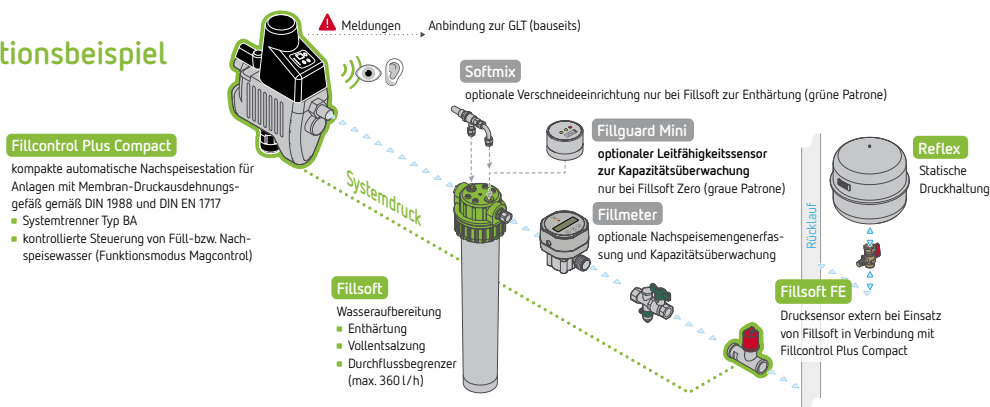 tionsbeispiel
Meldungen
Anbindung zur GLT (bauseits)
Softmix
optionale Verschneideeinrichtung nur bei Fillsoft zur Enthärtung (grüne Patrone)
Fillcontrol Plus Compact
kompakte automatische Nachspeisestation für
Anlagen mit Membran-Druckausdehnungs-
gefäß gemäß DIN 1988 und DIN EN 1717
Systemtrenner Typ BA
kontrollierte Steuerung von Füll-bzw. Nach-
speisewasser (Funktionsmodus Magcontrol)
Systemdruck
Fillguard Mini
optionaler Leitfähigkeitssensor
zur Kapazitätsüberwachung
nur bei Fillsoft Zero (graue Patrone)
Fillmeter
optionale Nachspeisemengenerfas-
sung und Kapazitätsüberwachung
Reflex
Statische
Druckhaltung
Rücklauf
Fillsoft
Wasseraufbereitung
Enthärtung
Vollentsalzung
Durchflussbegrenzer
(max. 360 l/h)
Fillsoft FE
Drucksensor extern bei Einsatz
von Fillsoft in Verbindung mit
Fillcontrol Plus Compact